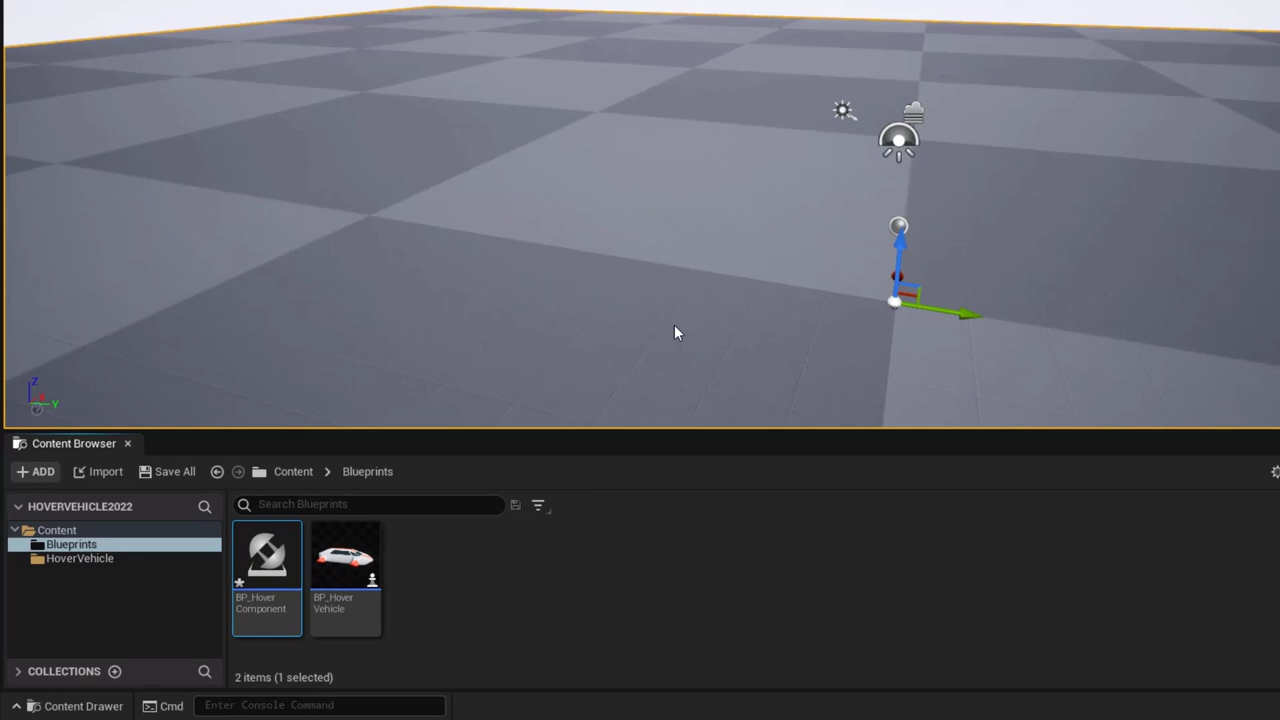 Z
Y
Content Browser
ADD
Import
Save All
Content
Blueprints
HOVERVEHICLE2022
Search Blueprints
Content
Blueprints
HoverVehicle
BP_Hover
Component
BP_Hover
Vehicle
COLLECTIONS
2 items (1 selected)
Content Drawer
Cmd
Enter Console Command